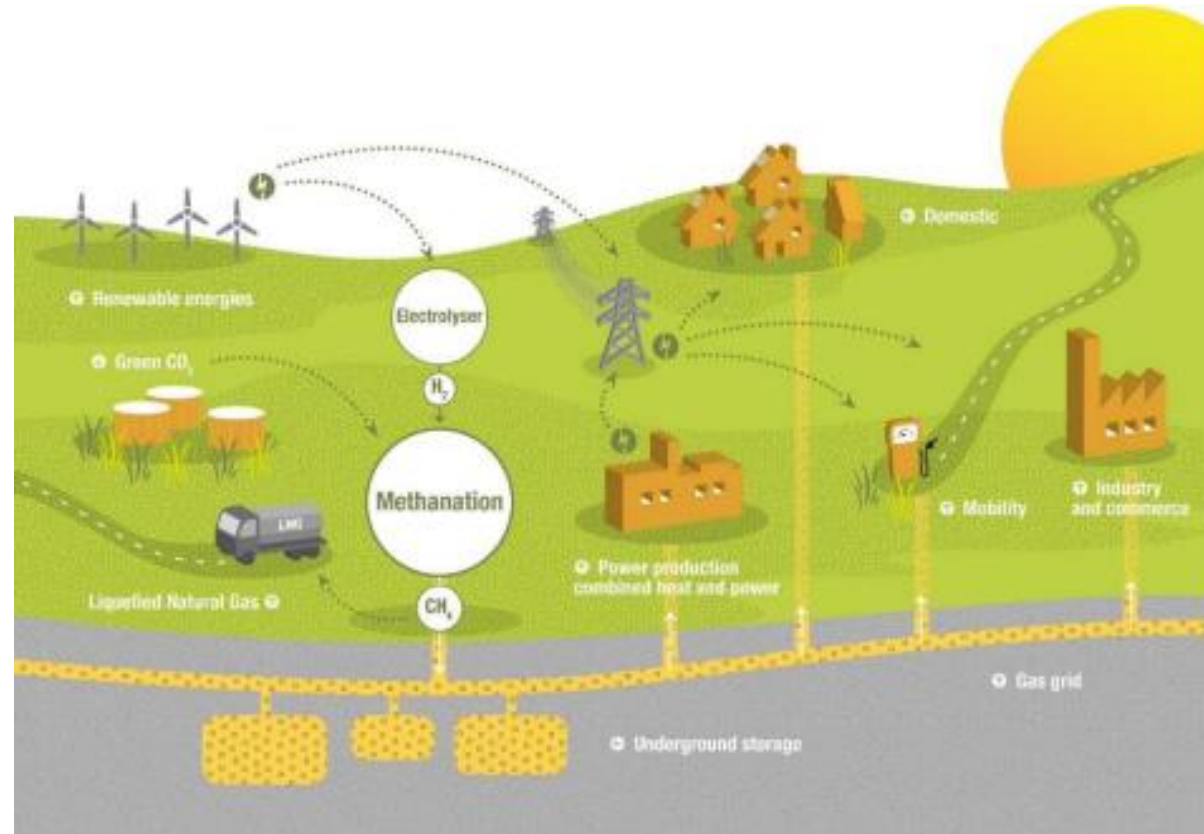 Domestic
Renewable energies
Electrolyser
Green CO₂
H₂
Methanation
LNG
Mobility
Industry
and commerce
Power production
combined heat and power
Liquefied Natural Gas
CH₄
Gas grid
Underground storage